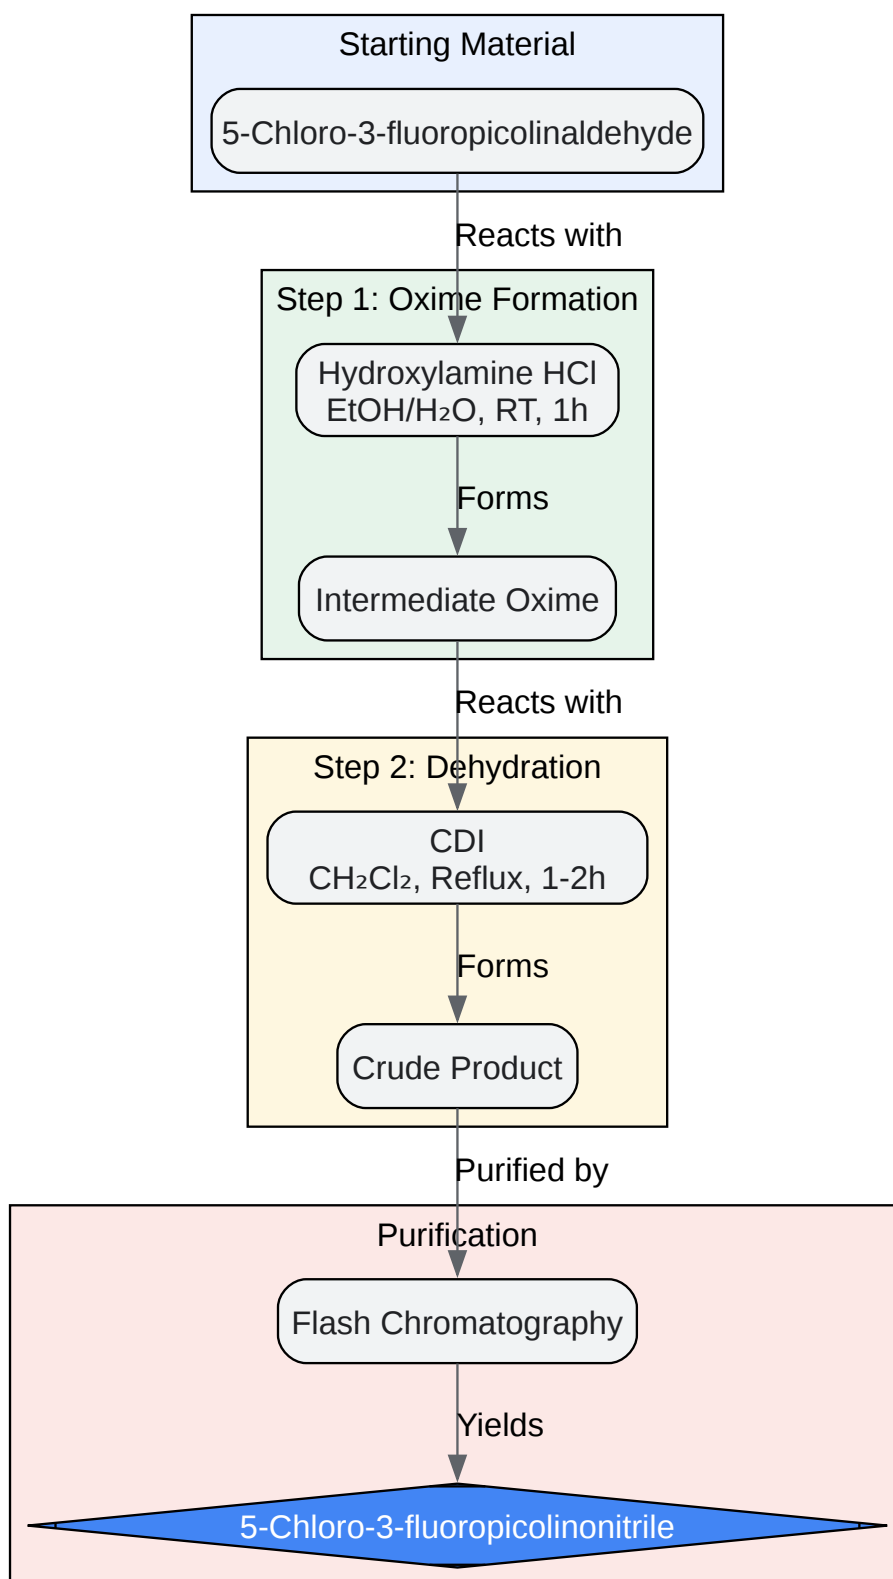 Starting Material
5-Chloro-3-fluoropicolinaldehyde
Reacts with
Step 1: Oxime Formation
Hydroxylamine HCl
EtOH/H₂O, RT, 1h
Forms
Intermediate Oxime
Reacts with
Step 2: Dehydration
CDI
CH₂Cl₂, Reflux, 1-2h
Forms
Crude Product
Purified by
Purification
Flash Chromatography
Yields
5-Chloro-3-fluoropicolinonitrile